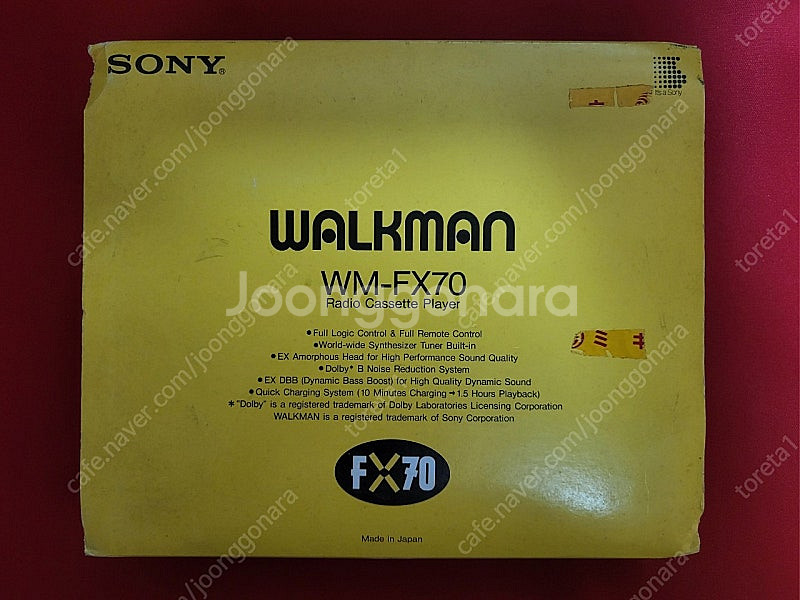 SONY®
It's a Sony
WALKMAN
WM-FX70
Radio Cassette Player
Joonggonara
●Full Logic Control & Full Remote Control
●World-wide Synthesizer Tuner Built-in
●EX Amorphous Head for High Performance Sound Quality
●Dolby* B Noise Reduction System
●EX DBB (Dynamic Bass Boost) for High Quality Dynamic Sound
●Quick Charging System (10 Minutes Charging→1.5 Hours Playback)
*"Dolby" is a registered trademark of Dolby Laboratories Licensing Corporation
WALKMAN is a registered trademark of Sony Corporation
FX70
Made in Japan
cafe.naver.com/joonggonara
toreta1